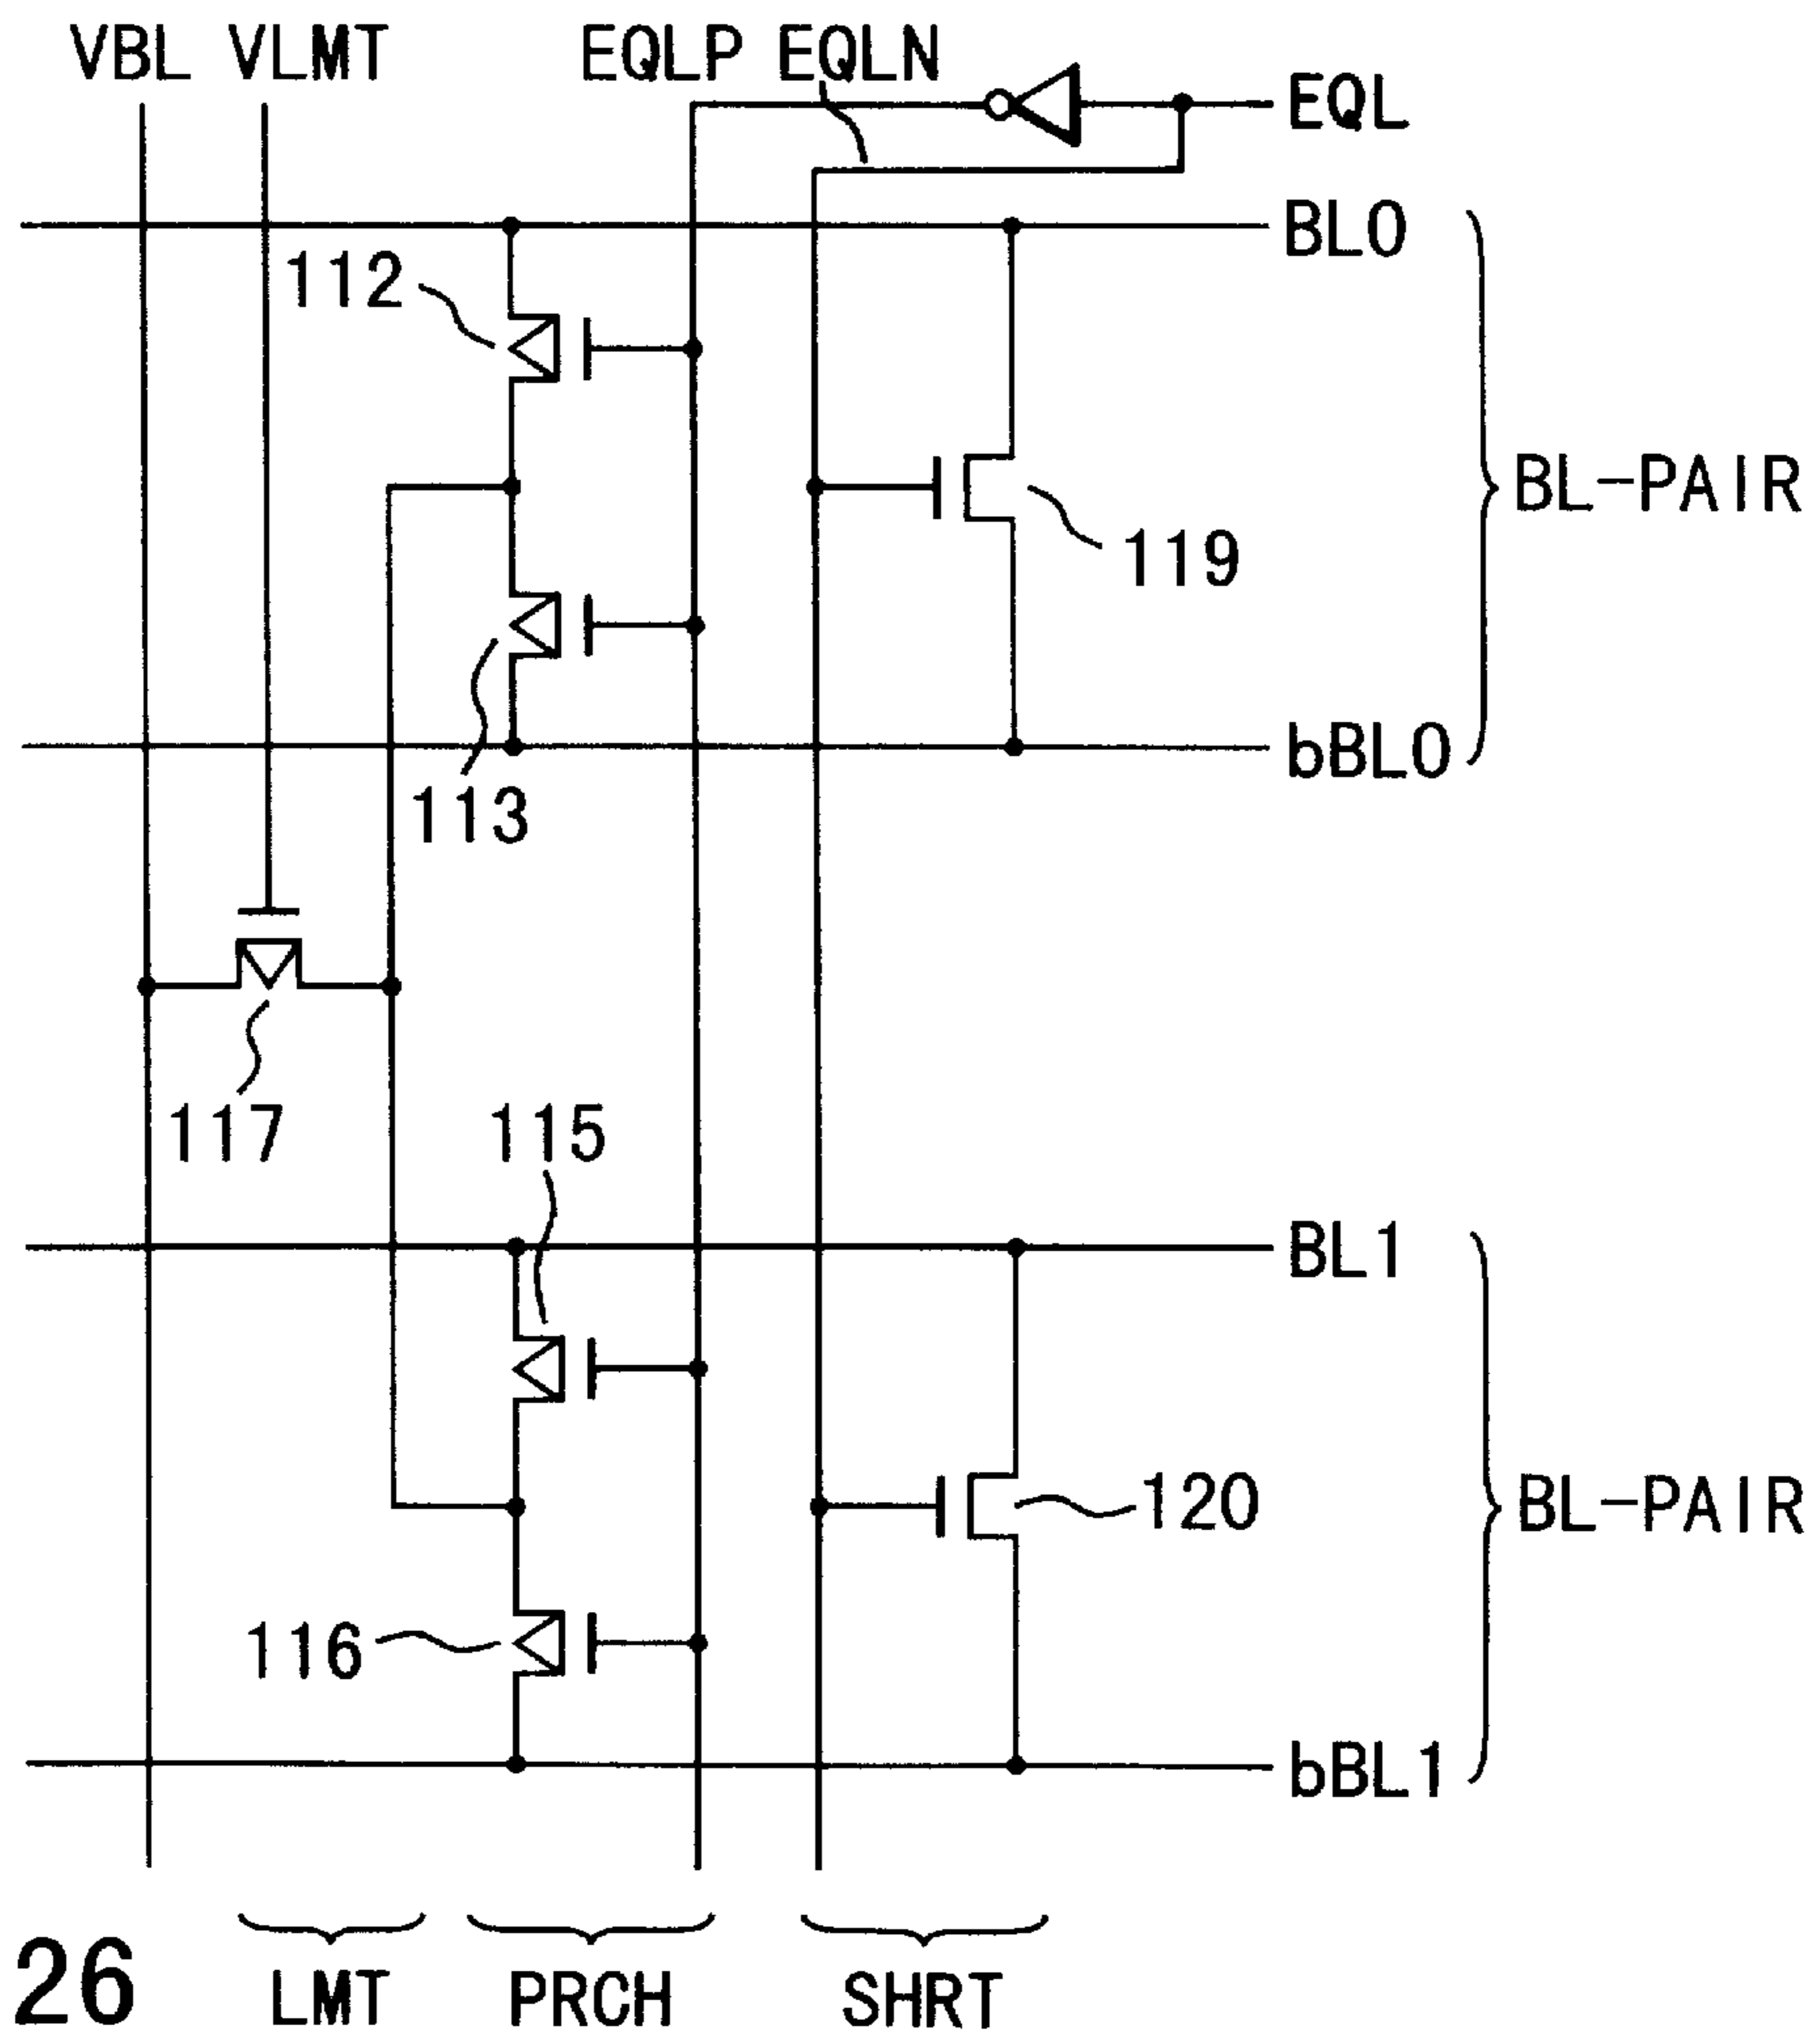 VBL VLMT EQLP EQLN
EQL
BL0
112
BL-PAIR
119
bBL0
113
117
115
BL1
120
BL-PAIR
116
bBL1
26
LMT PRCH SHRT